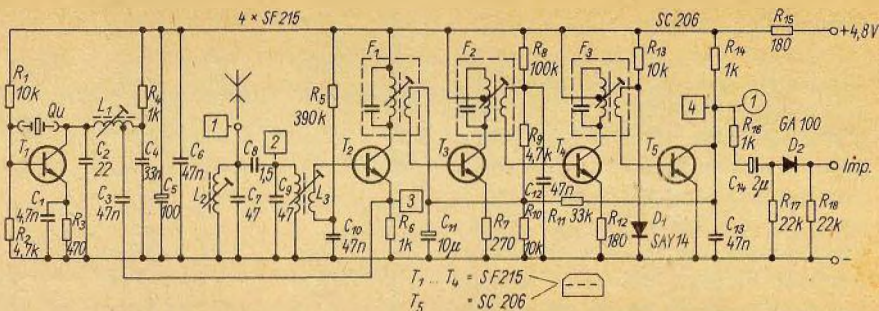 4 × SF 215
SC 206
R15
180
+4,8V
R1
10k
Qu
L1
R4
1k
R5
390k
F1
F2
R8
100k
F3
R13
10k
R14
1k
1
2
4
1
T1
C2
22
C4
33n
C6
47n
C8
1,5
T2
T3
R9
4,7k
T4
T5
R16
1k
GA 100
D2
C1
4,7n
C3
47n
C5
100
L2
C7
47
C9
47
L3
3
C12
47n
C14
2µ
Imp.
R2
4,7k
R3
470
C10
47n
R6
1k
C11
10µ
R7
270
R10
10k
R11
33k
R12
180
D1
SAY 14
C13
47n
R17
22k
R18
22k
-
T1 ... T4 = SF215
T5 = SC 206